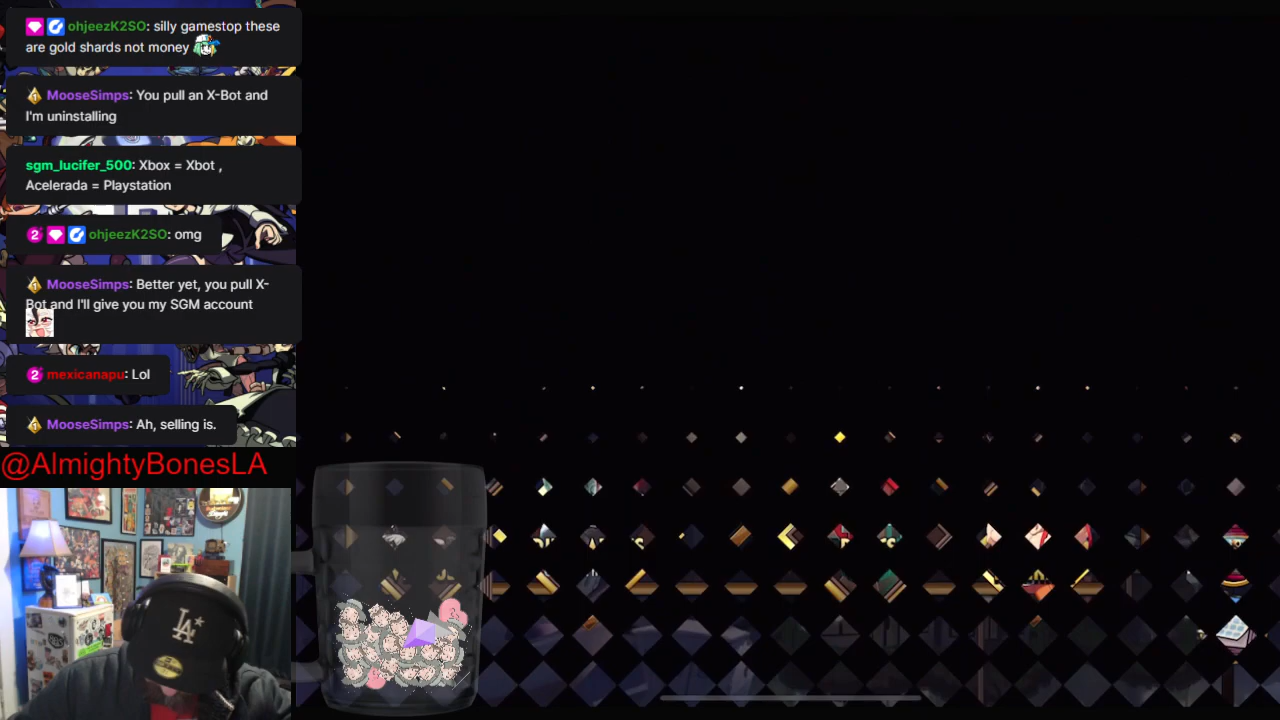 ohjeezK2SO: silly gamestop these
are gold shards not money
MooseSimps: You pull an X-Bot and
I'm uninstalling
sgm_lucifer_500: Xbox = Xbot ,
Acelerada = Playstation
2 ohjeezK2SO: omg
MooseSimps: Better yet, you pull X-
Bot and I'll give you my SGM account
2 mexicanapu: Lol
MooseSimps: Ah, selling is.
@AlmightyBonesLA
LA